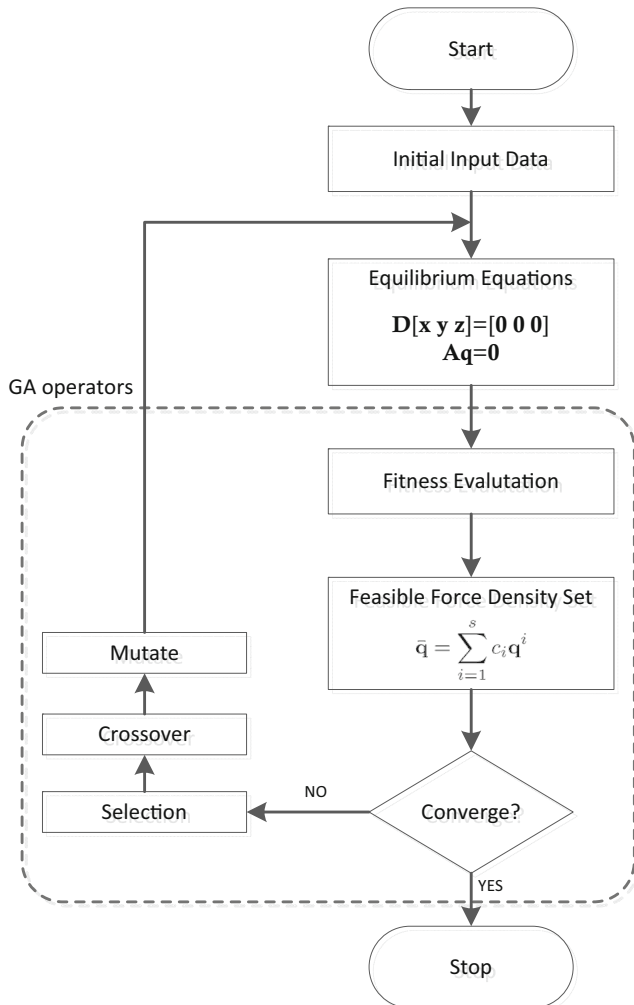 Start
Initial Input Data
Equilibrium Equations
D[x y z]=[0 0 0]
Aq=0
GA operators
Fitness Evalutation
Feasible Force Density Set
q̄ = ∑_{i=1}^{s} c_i q^i
Mutate
Crossover
Selection
NO
Converge?
YES
Stop